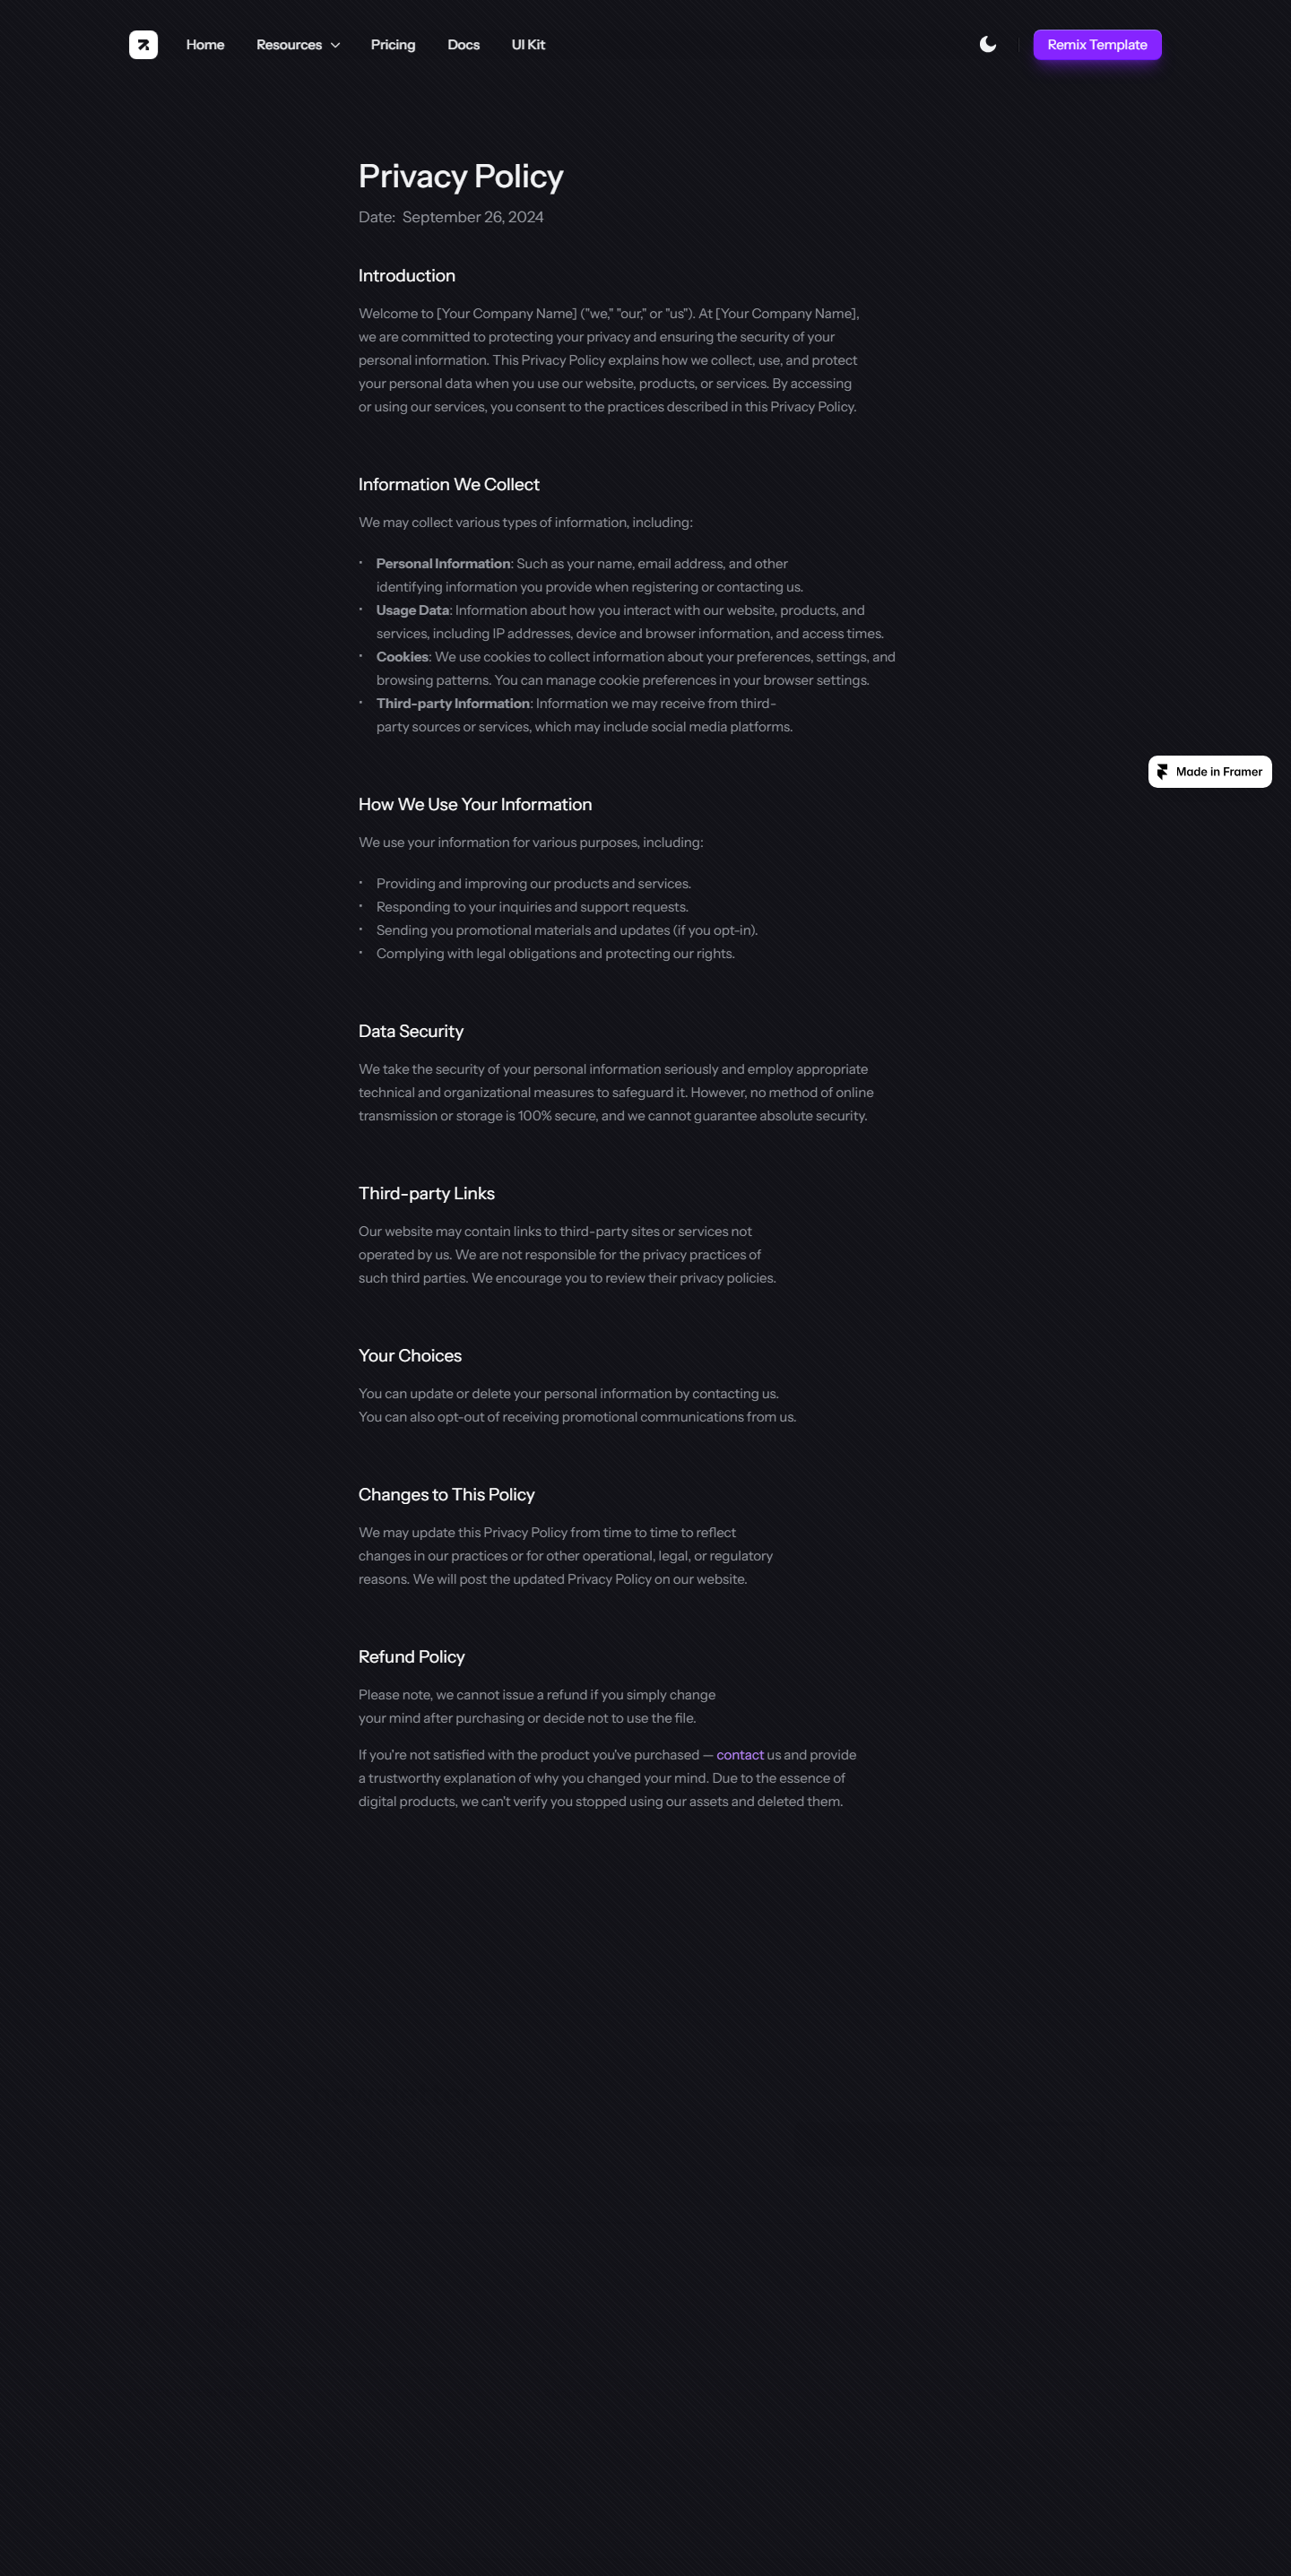 Home
Resources
Pricing
Docs
UI Kit
Remix Template
Privacy Policy
Date:  September 26, 2024
Introduction
Welcome to [Your Company Name] ("we," "our," or "us"). At [Your Company Name],
we are committed to protecting your privacy and ensuring the security of your
personal information. This Privacy Policy explains how we collect, use, and protect
your personal data when you use our website, products, or services. By accessing
or using our services, you consent to the practices described in this Privacy Policy.
Information We Collect
We may collect various types of information, including:
• Personal Information: Such as your name, email address, and other
identifying information you provide when registering or contacting us.
• Usage Data: Information about how you interact with our website, products, and
services, including IP addresses, device and browser information, and access times.
• Cookies: We use cookies to collect information about your preferences, settings, and
browsing patterns. You can manage cookie preferences in your browser settings.
• Third-party Information: Information we may receive from third-
party sources or services, which may include social media platforms.
Made in Framer
How We Use Your Information
We use your information for various purposes, including:
• Providing and improving our products and services.
• Responding to your inquiries and support requests.
• Sending you promotional materials and updates (if you opt-in).
• Complying with legal obligations and protecting our rights.
Data Security
We take the security of your personal information seriously and employ appropriate
technical and organizational measures to safeguard it. However, no method of online
transmission or storage is 100% secure, and we cannot guarantee absolute security.
Third-party Links
Our website may contain links to third-party sites or services not
operated by us. We are not responsible for the privacy practices of
such third parties. We encourage you to review their privacy policies.
Your Choices
You can update or delete your personal information by contacting us.
You can also opt-out of receiving promotional communications from us.
Changes to This Policy
We may update this Privacy Policy from time to time to reflect
changes in our practices or for other operational, legal, or regulatory
reasons. We will post the updated Privacy Policy on our website.
Refund Policy
Please note, we cannot issue a refund if you simply change
your mind after purchasing or decide not to use the file.
If you're not satisfied with the product you've purchased — contact us and provide
a trustworthy explanation of why you changed your mind. Due to the essence of
digital products, we can't verify you stopped using our assets and deleted them.